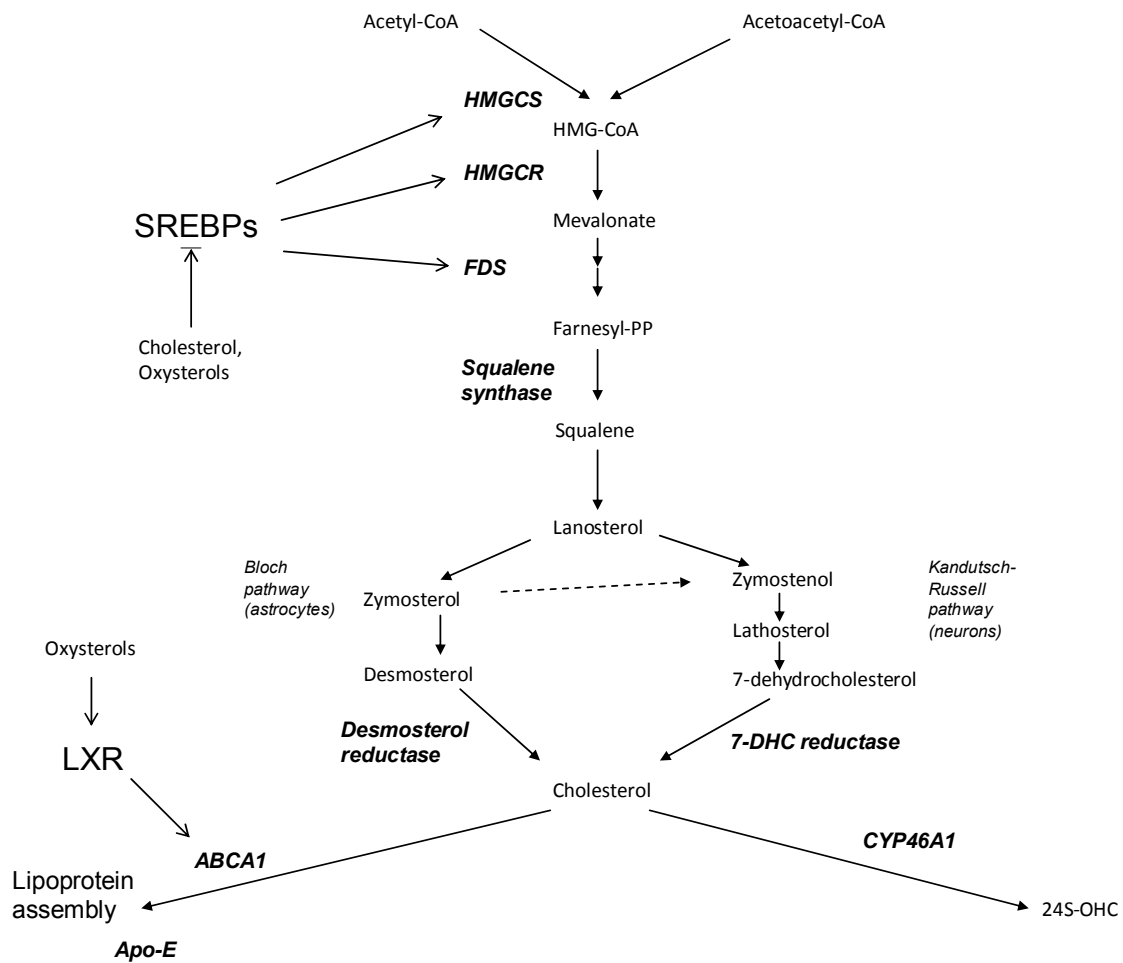 Acetyl-CoA
Acetoacetyl-CoA
HMGCS
HMG-CoA
HMGCR
SREBPs
Mevalonate
FDS
Farnesyl-PP
Cholesterol,
Oxysterols
Squalene
synthase
Squalene
Lanosterol
Bloch
pathway
(astrocytes)
Zymosterol
Zymostenol
Kandutsch-
Russell
pathway
(neurons)
Lathosterol
Oxysterols
Desmosterol
7-dehydrocholesterol
Desmosterol
reductase
7-DHC reductase
LXR
Cholesterol
ABCA1
CYP46A1
Lipoprotein
assembly
24S-OHC
Apo-E